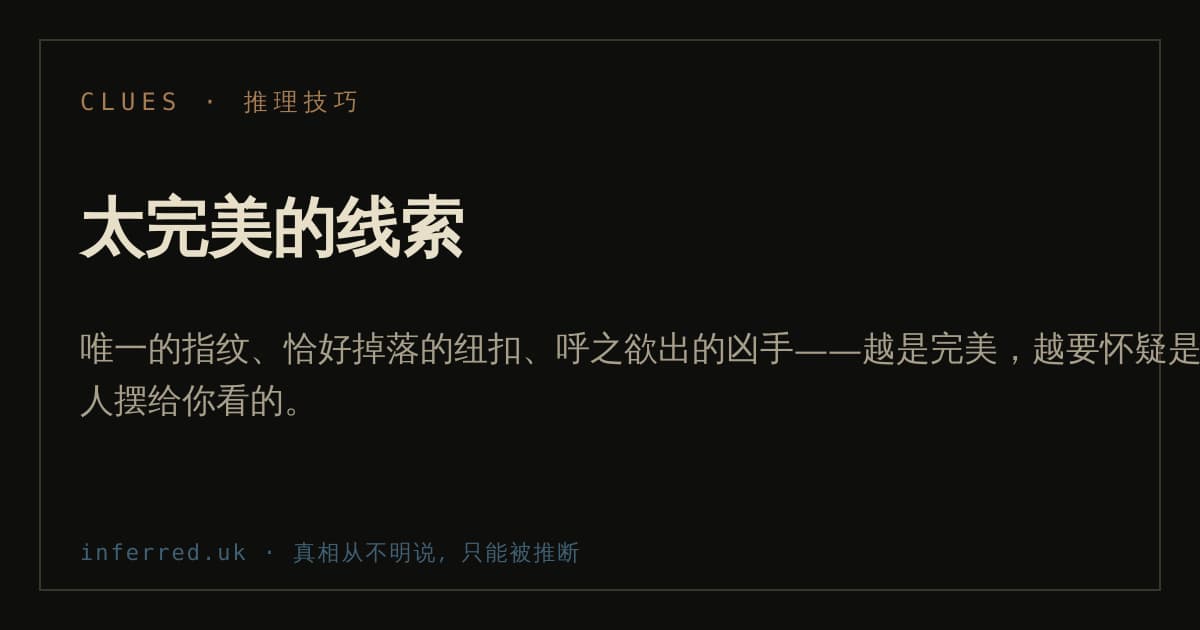 CLUES · 推理技巧
太完美的线索
唯一的指纹、恰好掉落的纽扣、呼之欲出的凶手——越是完美，越要怀疑是
人摆给你看的。
inferred.uk · 真相从不明说, 只能被推断